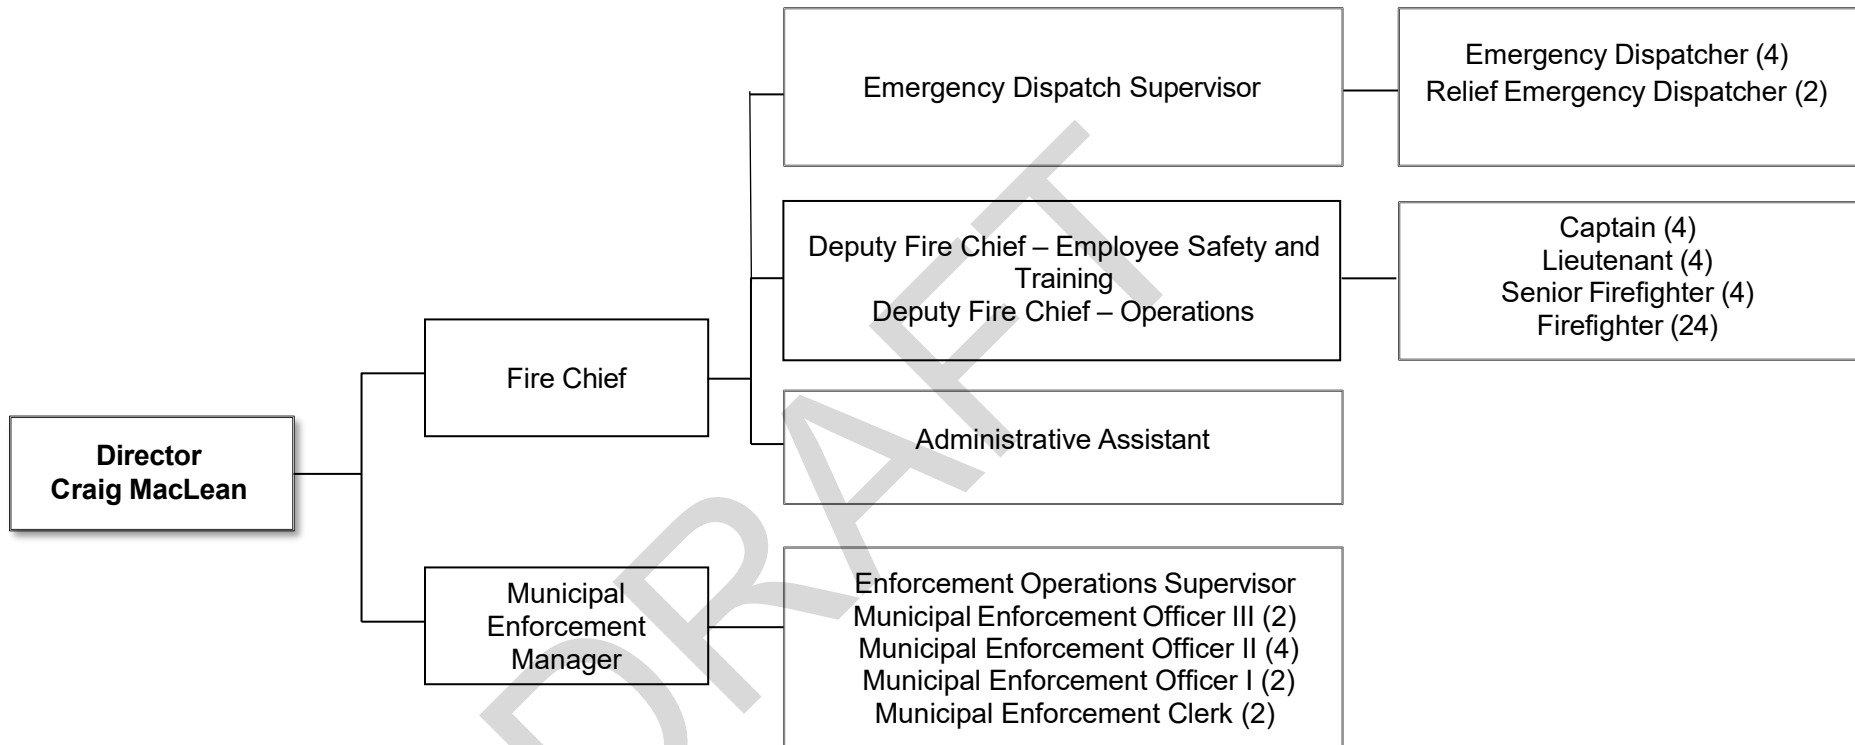 Emergency Dispatch Supervisor
Emergency Dispatcher (4)
Relief Emergency Dispatcher (2)
Deputy Fire Chief – Employee Safety and
Training
Deputy Fire Chief – Operations
Captain (4)
Lieutenant (4)
Senior Firefighter (4)
Firefighter (24)
Fire Chief
Administrative Assistant
Director
Craig MacLean
Municipal
Enforcement
Manager
Enforcement Operations Supervisor
Municipal Enforcement Officer III (2)
Municipal Enforcement Officer II (4)
Municipal Enforcement Officer I (2)
Municipal Enforcement Clerk (2)
DRAFT